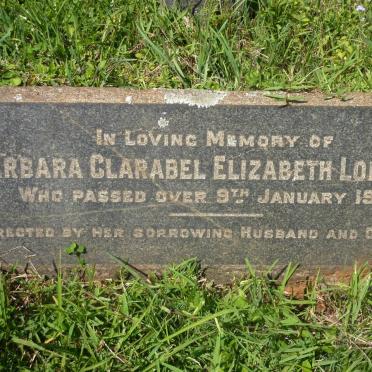 In Loving Memory of
RBARA CLARABEL ELIZABETH LO
Who passed over 9TH January 19
rected by her sorrowing Husband and